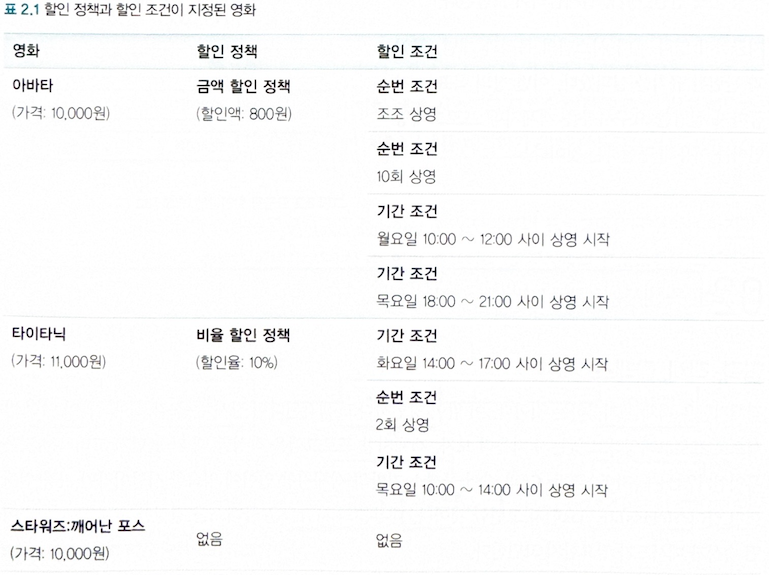 표 2.1 할인 정책과 할인 조건이 지정된 영화
영화 할인 정책 할인 조건
아바타 금액 할인 정책 순번 조건
(가격: 10,000원) (할인액: 800원) 조조 상영
순번 조건
10회 상영
기간 조건
월요일 10:00 ~ 12:00 사이 상영 시작
기간 조건
목요일 18:00 ~ 21:00 사이 상영 시작
타이타닉 비율 할인 정책 기간 조건
(가격: 11,000원) (할인율: 10%) 화요일 14:00 ~ 17:00 사이 상영 시작
순번 조건
2회 상영
기간 조건
목요일 10:00 ~ 14:00 사이 상영 시작
스타워즈:깨어난 포스
없음 없음
(가격: 10,000원)